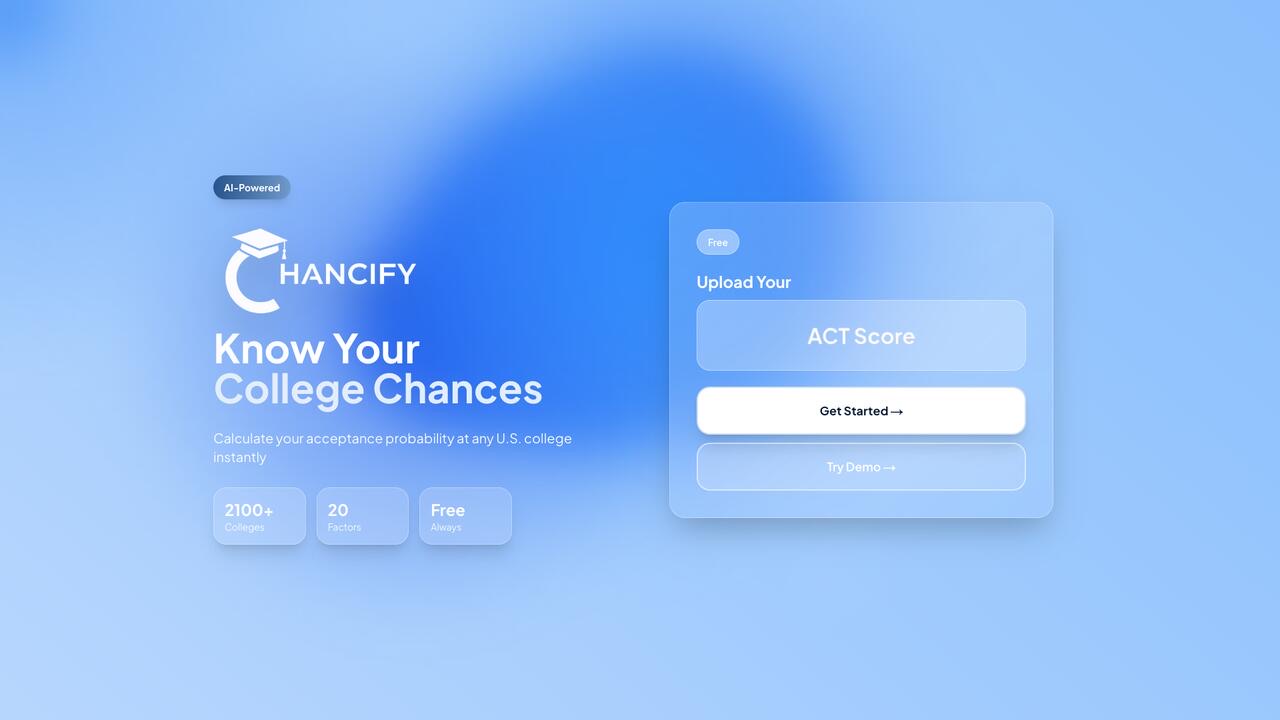 AI-Powered
CHANCIFY
Know Your
College Chances
Calculate your acceptance probability at any U.S. college
instantly
2100+
Colleges
20
Factors
Free
Always
Free
Upload Your
ACT Score
Get Started →
Try Demo →